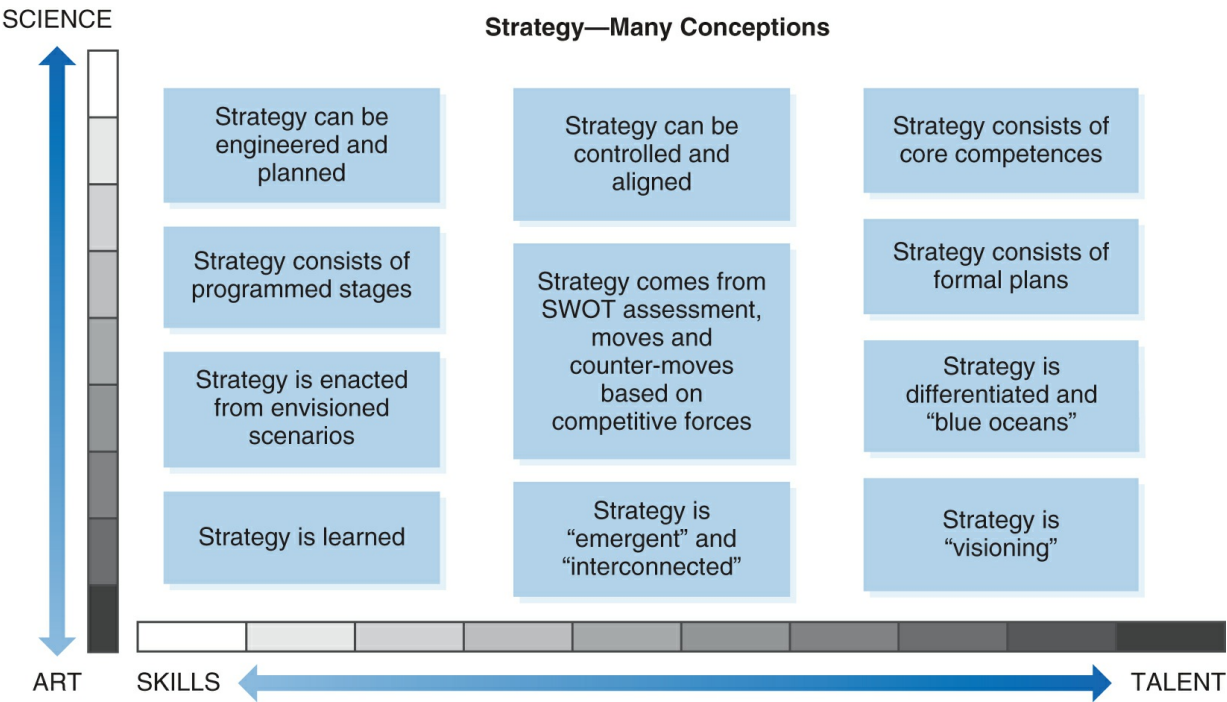 SCIENCE
Strategy—Many Conceptions
Strategy can be
engineered and
planned
Strategy consists of
programmed stages
Strategy is enacted
from envisioned
scenarios
Strategy is learned
Strategy can be
controlled and
aligned
Strategy comes from
SWOT assessment,
moves and
counter-moves
based on
competitive forces
Strategy is
“emergent” and
“interconnected”
Strategy consists of
core competences
Strategy consists of
formal plans
Strategy is
differentiated and
“blue oceans”
Strategy is
“visioning”
ART
SKILLS
TALENT